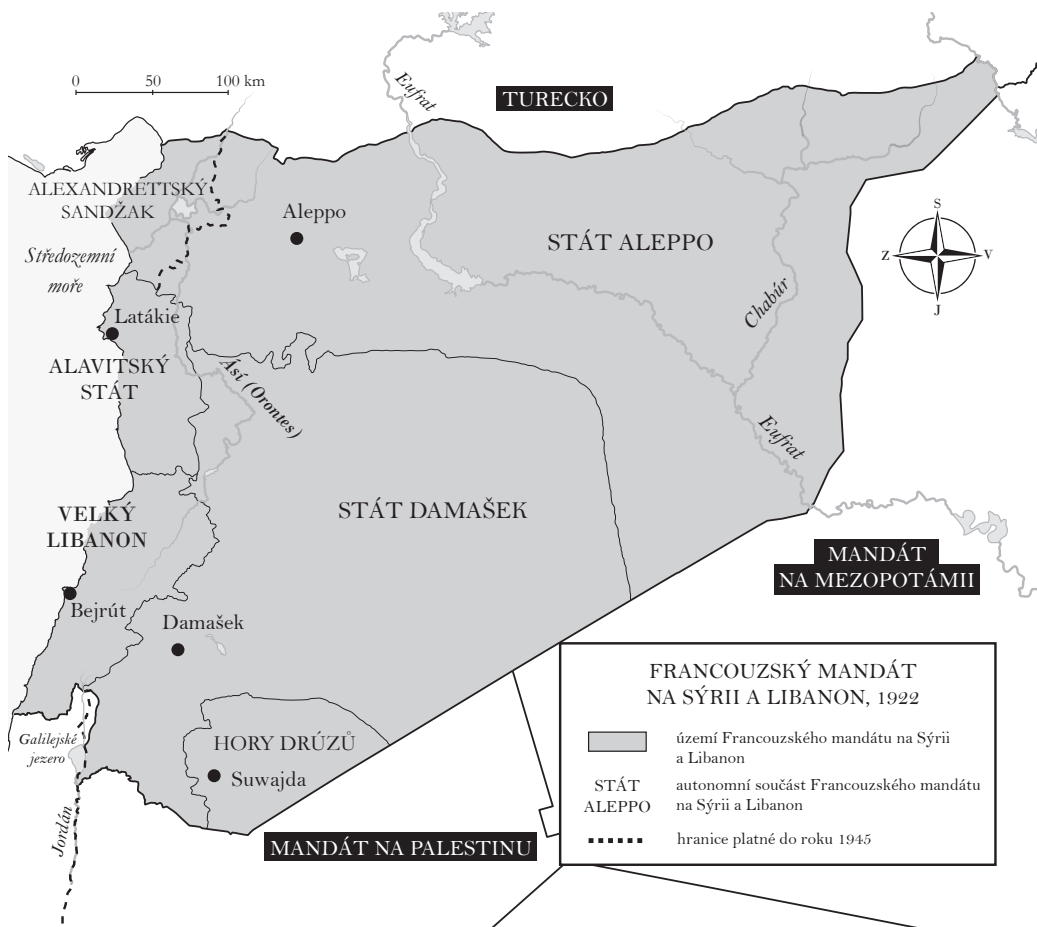 0 50 100 km
Eufrat
TURECKO
ALEXANDRETTSKÝ
SANDŽAK
Aleppo
STÁT ALEPPO
Středozemní
moře
S
Z
V
J
Latákie
Chabúr
ALAVITSKÝ
STÁT
Ásí (Orontes)
Eufrat
STÁT DAMAŠEK
VELKÝ
LIBANON
MANDÁT
NA MEZOPOTÁMII
Bejrút
Damašek
Galilejské
jezero
HORY DRÚZŮ
Suwajda
Jordán
MANDÁT NA PALESTINU
FRANCOUZSKÝ MANDÁT
NA SÝRII A LIBANON, 1922
území Francouzského mandátu na Sýrii
a Libanon
STÁT
ALEPPO
autonomní součást Francouzského mandátu
na Sýrii a Libanon
hranice platné do roku 1945